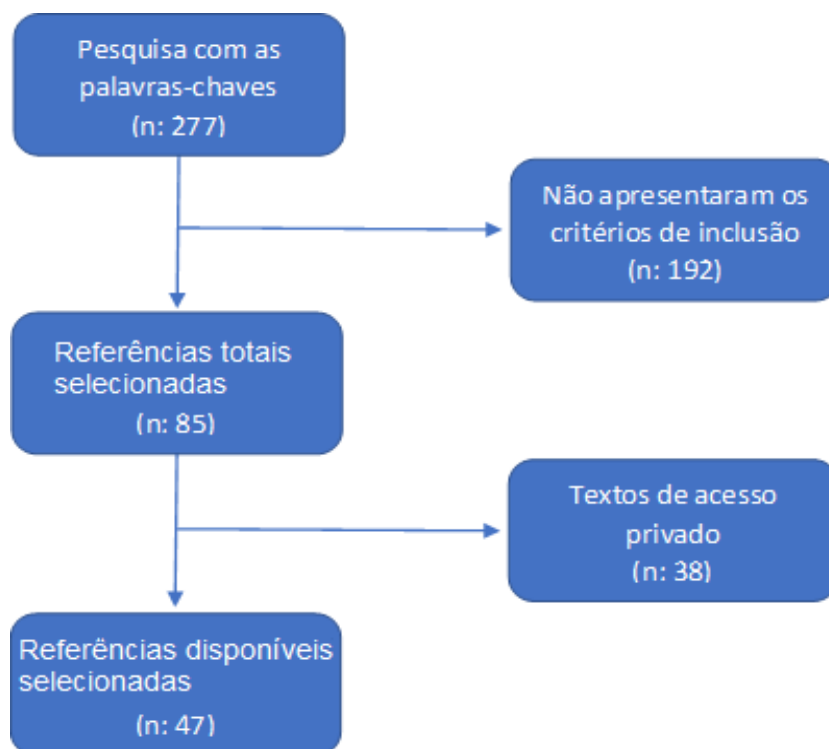 Pesquisa com as
palavras-chaves
(n: 277)
Não apresentaram os
critérios de inclusão
(n: 192)
Referências totais
selecionadas
(n: 85)
Textos de acesso
privado
(n: 38)
Referências disponíveis
selecionadas
(n: 47)